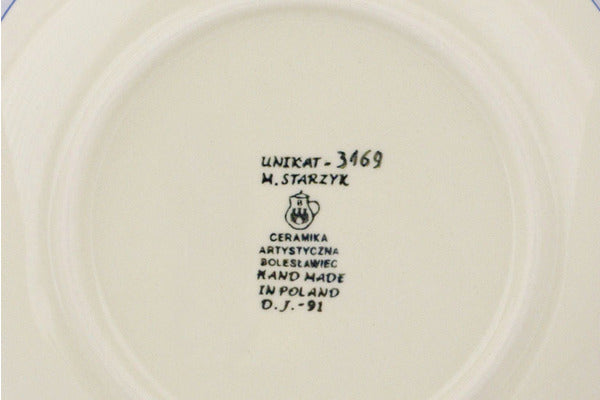 UNIKAT - 3169
M. STARZYK
B
CERAMIKA
ARTYSTYCZNA
BOLESŁAWIEC
HAND MADE
IN POLAND
D.J.-91